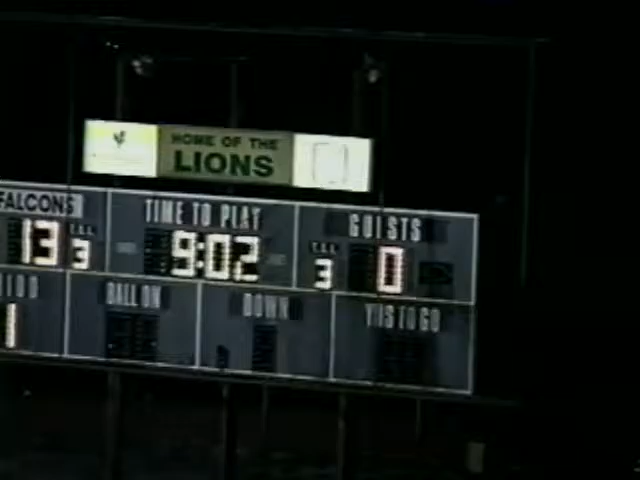 HOME OF THE
LIONS
FALCONS TIME TO PLAY GUESTS
13 T.O.L. 3 9:02 T.O.L. 3 0
BALL ON DOWN YDS TO GO
1